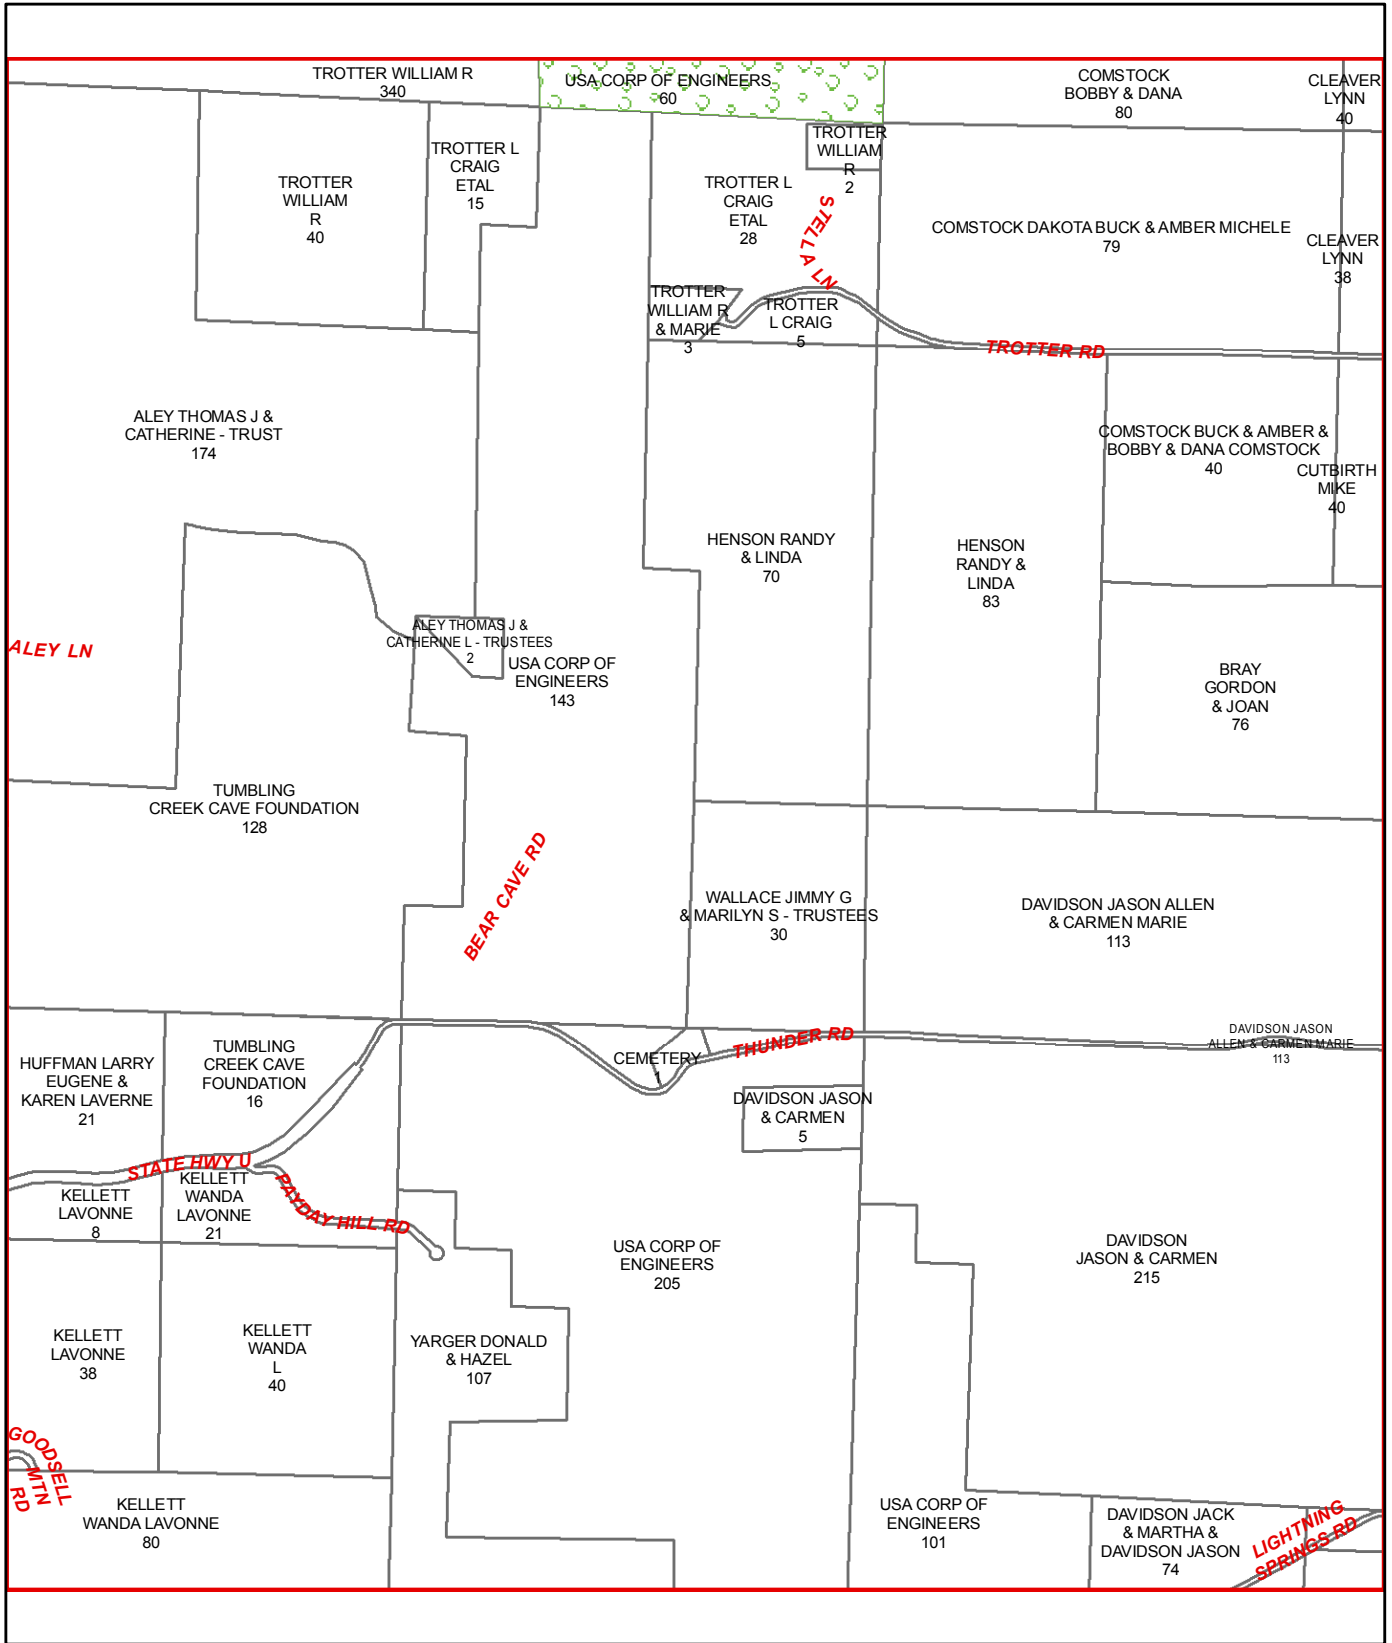 TROTTER WILLIAM R
340
USA CORP OF ENGINEERS
60
COMSTOCK
BOBBY & DANA
80
CLEAVER
LYNN
40
TROTTER
WILLIAM
R
40
TROTTER L
CRAIG
ETAL
15
TROTTER L
CRAIG
ETAL
28
TROTTER
WILLIAM
R
2
STELLA LN
COMSTOCK DAKOTA BUCK & AMBER MICHELE
79
CLEAVER
LYNN
38
TROTTER
WILLIAM R
& MARIE
3
TROTTER
L CRAIG
5
TROTTER RD
ALEY THOMAS J &
CATHERINE - TRUST
174
COMSTOCK BUCK & AMBER &
BOBBY & DANA COMSTOCK
40
CUTBIRTH
MIKE
40
HENSON RANDY
& LINDA
70
HENSON
RANDY &
LINDA
83
ALEY LN
ALEY THOMAS J &
CATHERINE L - TRUSTEES
2
USA CORP OF
ENGINEERS
143
BRAY
GORDON
& JOAN
76
TUMBLING
CREEK CAVE FOUNDATION
128
BEAR CAVE RD
WALLACE JIMMY G
& MARILYN S - TRUSTEES
30
DAVIDSON JASON ALLEN
& CARMEN MARIE
113
HUFFMAN LARRY
EUGENE &
KAREN LAVERNE
21
TUMBLING
CREEK CAVE
FOUNDATION
16
CEMETERY
1
THUNDER RD
DAVIDSON JASON
ALLEN & CARMEN MARIE
113
DAVIDSON JASON
& CARMEN
5
STATE HWY U
KELLETT
LAVONNE
8
KELLETT
WANDA
LAVONNE
21
PAYDAY HILL RD
USA CORP OF
ENGINEERS
205
DAVIDSON
JASON & CARMEN
215
KELLETT
LAVONNE
38
KELLETT
WANDA
L
40
YARGER DONALD
& HAZEL
107
GOODSELL
MTN
RD
KELLETT
WANDA LAVONNE
80
USA CORP OF
ENGINEERS
101
DAVIDSON JACK
& MARTHA &
DAVIDSON JASON
74
LIGHTNING
SPRINGS RD